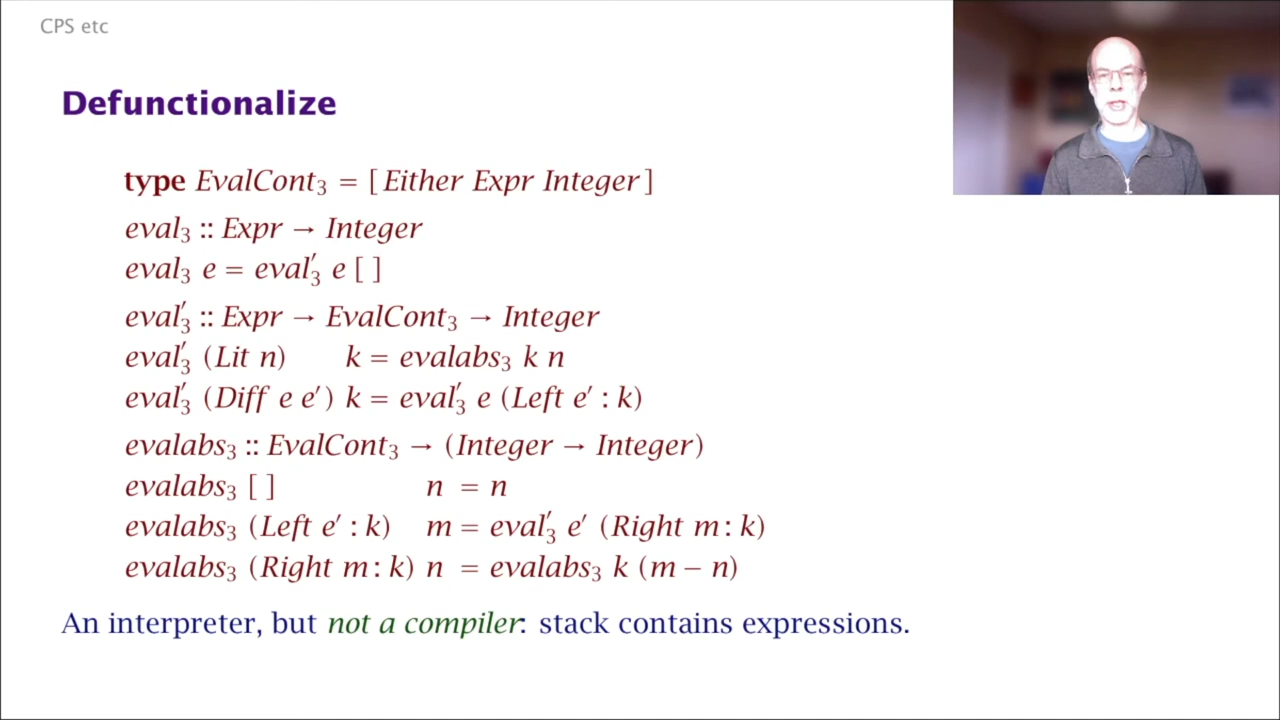 CPS etc
Defunctionalize
type EvalCont₃ = [Either Expr Integer]
eval₃ :: Expr → Integer
eval₃ e = eval′₃ e [ ]
eval′₃ :: Expr → EvalCont₃ → Integer
eval′₃ (Lit n) k = evalabs₃ k n
eval′₃ (Diff e e′) k = eval′₃ e (Left e′ : k)
evalabs₃ :: EvalCont₃ → (Integer → Integer)
evalabs₃ [ ] n = n
evalabs₃ (Left e′ : k) m = eval′₃ e′ (Right m : k)
evalabs₃ (Right m : k) n = evalabs₃ k (m − n)
An interpreter, but not a compiler: stack contains expressions.